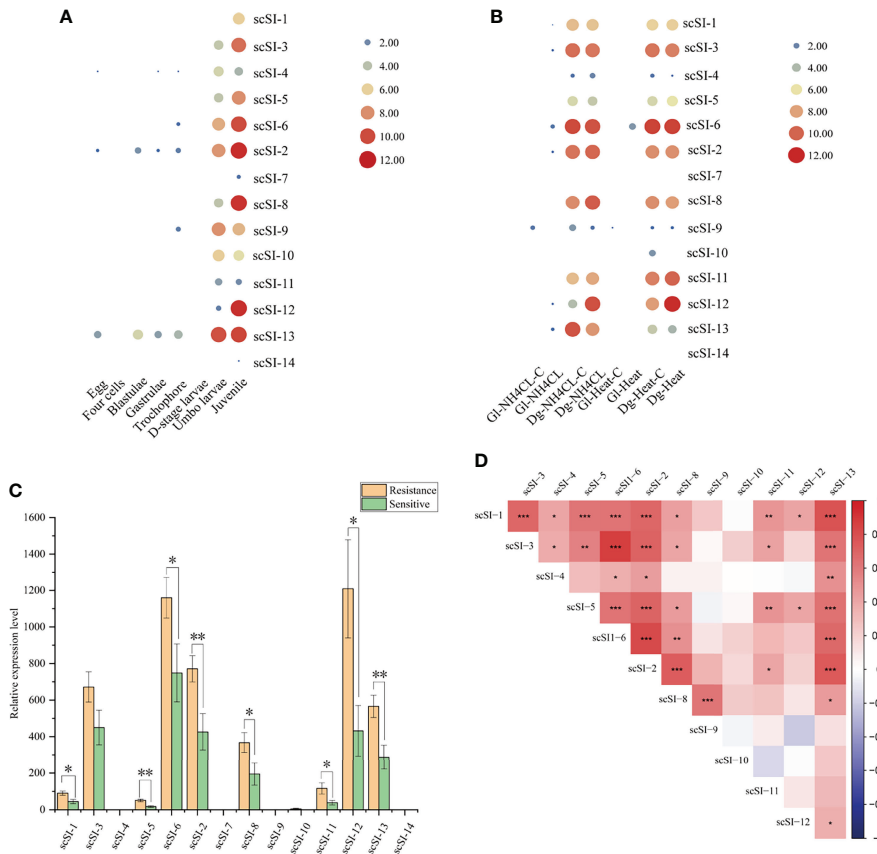 A
scSI-1
scSI-3
scSI-4
scSI-5
scSI-6
scSI-2
scSI-7
scSI-8
scSI-9
scSI-10
scSI-11
scSI-12
scSI-13
scSI-14
Egg
Four cells
Blastulae
Gastrulae
Trochophore
D-stage larvae
Umbo larvae
Juvenile
2.00
4.00
6.00
8.00
10.00
12.00
B
scSI-1
scSI-3
scSI-4
scSI-5
scSI-6
scSI-2
scSI-7
scSI-8
scSI-9
scSI-10
scSI-11
scSI-12
scSI-13
scSI-14
Gl-NH4CL-C
Gl-NH4CL
Dg-NH4CL-C
Dg-NH4CL
Gl-Heat-C
Gl-Heat
Dg-Heat-C
Dg-Heat
2.00
4.00
6.00
8.00
10.00
12.00
C
Resistance
Sensitive
Relative expression level
1600
1400
1200
1000
800
600
400
200
0
* ** * ** * * * **
scSI-1
scSI-3
scSI-4
scSI-5
scSI-6
scSI-2
scSI-7
scSI-8
scSI-9
scSI-10
scSI-11
scSI-12
scSI-13
scSI-14
D
scSI-3
scSI-4
scSI-5
scSI1-6
scSI-2
scSI-8
scSI-9
scSI-10
scSI-11
scSI-12
scSI-13
scSI-1 *** * *** *** *** * ** * ***
scSI-3 * ** *** *** * * ***
scSI-4 * * **
scSI-5 *** *** * ** * ***
scSI1-6 *** ** ***
scSI-2 *** * ***
scSI-8 *** *
scSI-9
scSI-10
scSI-11
scSI-12 *